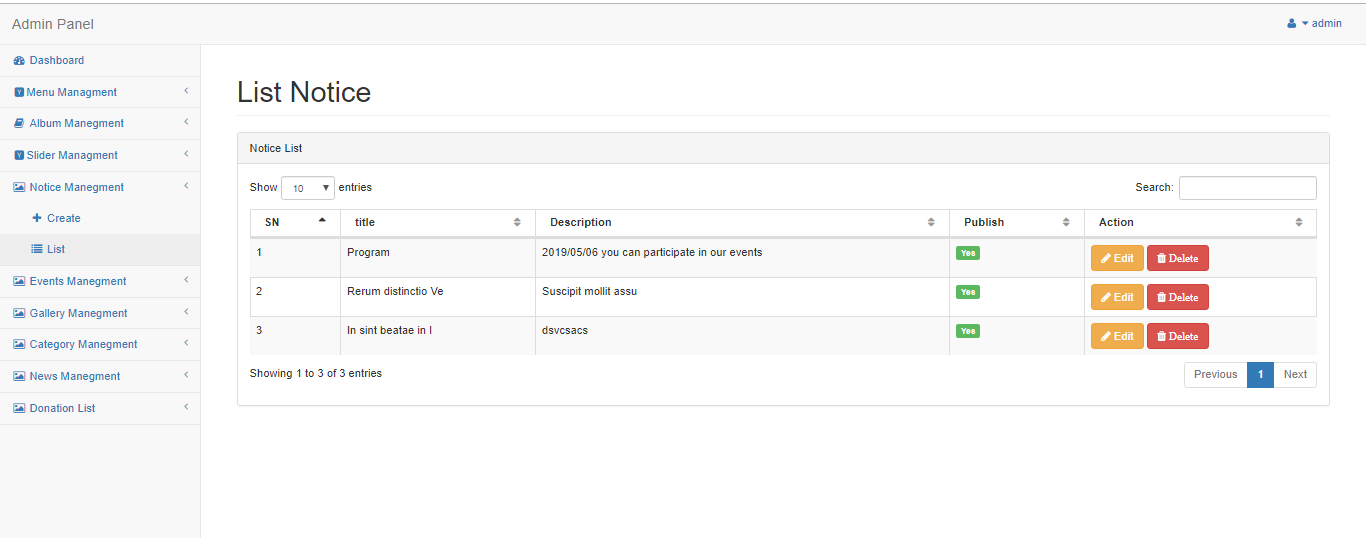 Admin Panel
admin
Dashboard
Menu Managment
Album Manegment
Slider Managment
Notice Manegment
Create
List
Events Manegment
Gallery Manegment
Category Manegment
News Manegment
Donation List
List Notice
Notice List
Show 10 entries
Search:
SN title Description Publish Action
1 Program 2019/05/06 you can participate in our events Yes Edit Delete
2 Rerum distinctio Ve Suscipit mollit assu Yes Edit Delete
3 In sint beatae in l dsvcsacs Yes Edit Delete
Showing 1 to 3 of 3 entries
Previous 1 Next